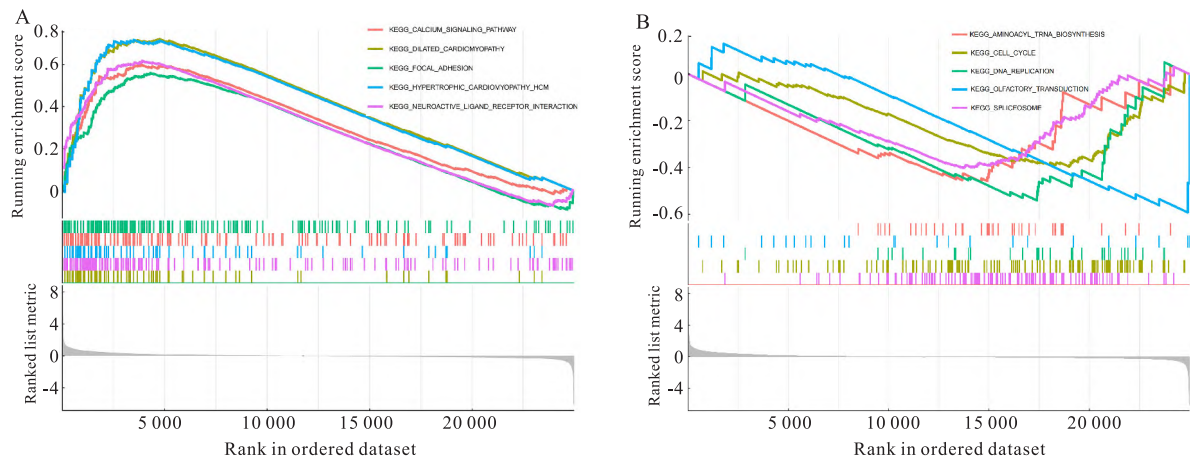 A
Running enrichment score
0.8
0.6
0.4
0.2
0
KEGG_CALCIUM_SIGNALING_PATHWAY
KEGG_DILATED_CARDICMYOPATHY
KEGG_FOCAL_ADHESION
KEGG_HYPERTROPHIC_CARDIOVYOPATHY_HCM
KEGG_NEUROACTIVE_LIGAND_RECEPTOR_INTERACTION
Ranked list metric
8
4
0
-4
5 000
10 000
15 000
20 000
Rank in ordered dataset
B
Running enrichment score
0.2
0
-0.2
-0.4
-0.6
KEGG_AMINOACYL_TRNA_BIOSYNTHESIS
KEGG_CELL_CYCLE
KEGG_DNA_REPLICATION
KEGG_OLFACTORY_TRANSDUCTION
KEGG_SPLICEOSOME
Ranked list metric
8
4
0
-4
5 000
10 000
15 000
20 000
Rank in ordered dataset